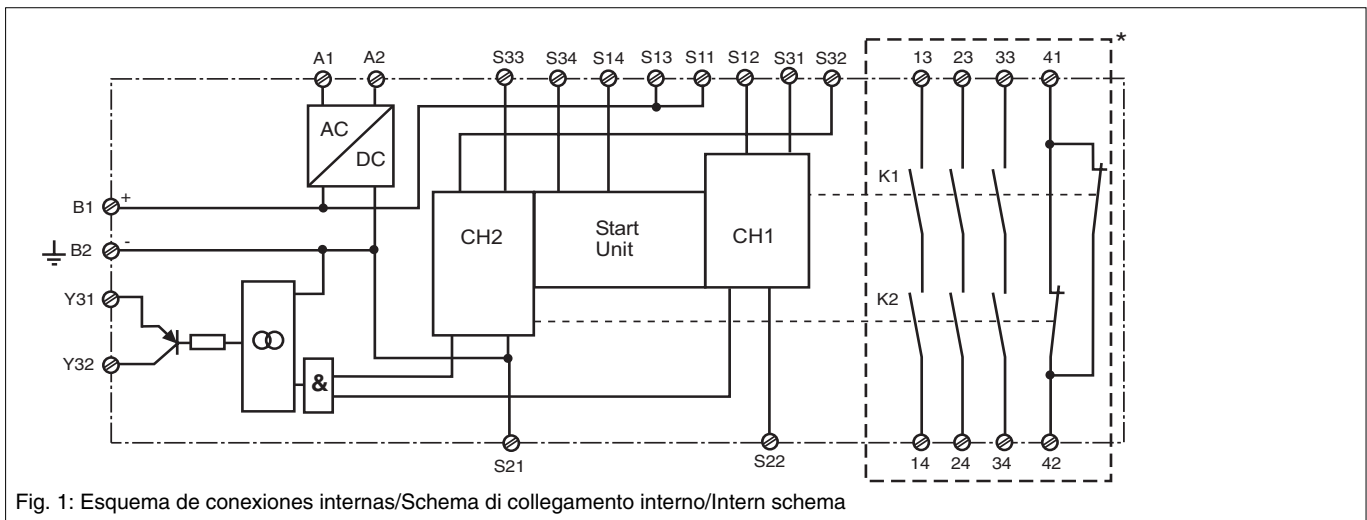 A1 A2 S33 S34 S14 S13 S11 S12 S31 S32 13 23 33 41 *
AC
DC
B1 +
K1
CH2 Start Unit CH1
B2 -
Y31
K2
Y32
&
S21 S22 14 24 34 42
Fig. 1: Esquema de conexiones internas/Schema di collegamento interno/Intern schema